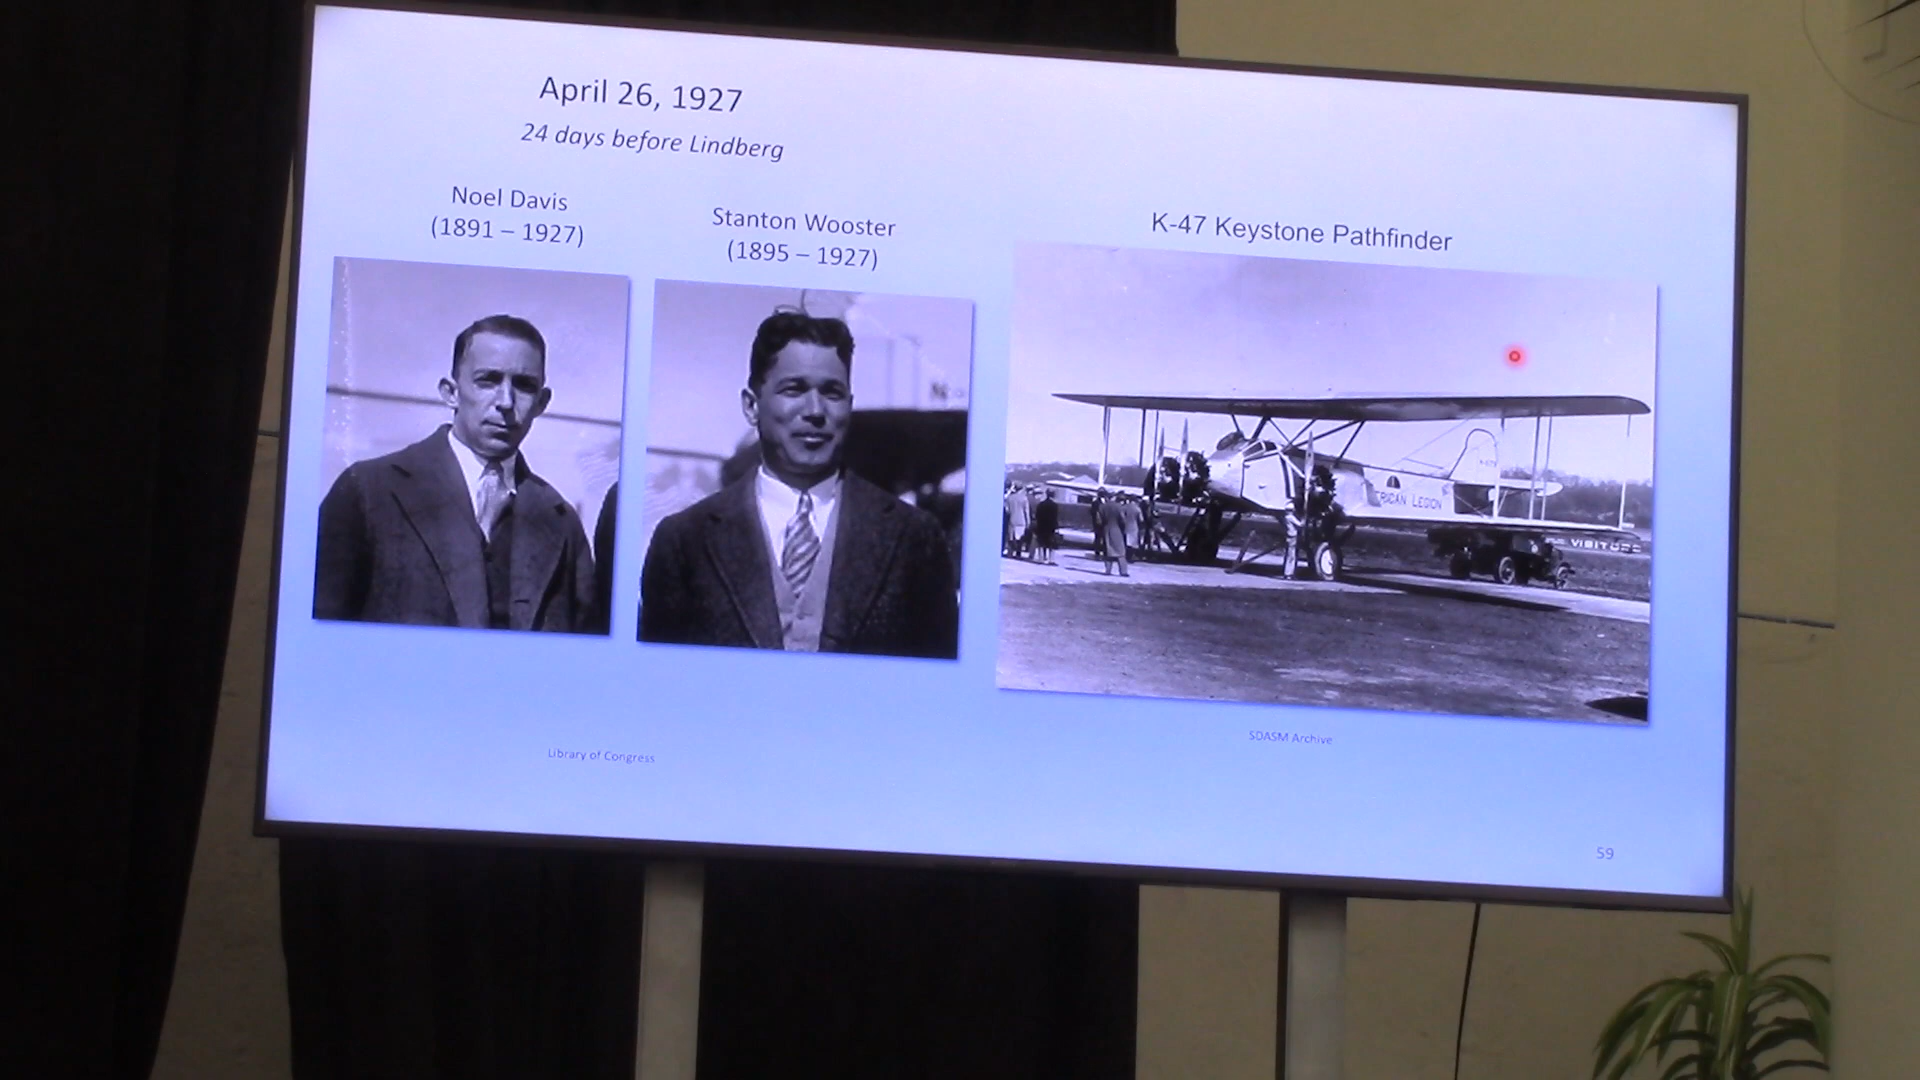 April 26, 1927
24 days before Lindberg
Noel Davis
(1891 – 1927)
Stanton Wooster
(1895 – 1927)
K-47 Keystone Pathfinder
RICAN LEGION
Library of Congress
SDASM Archive
59